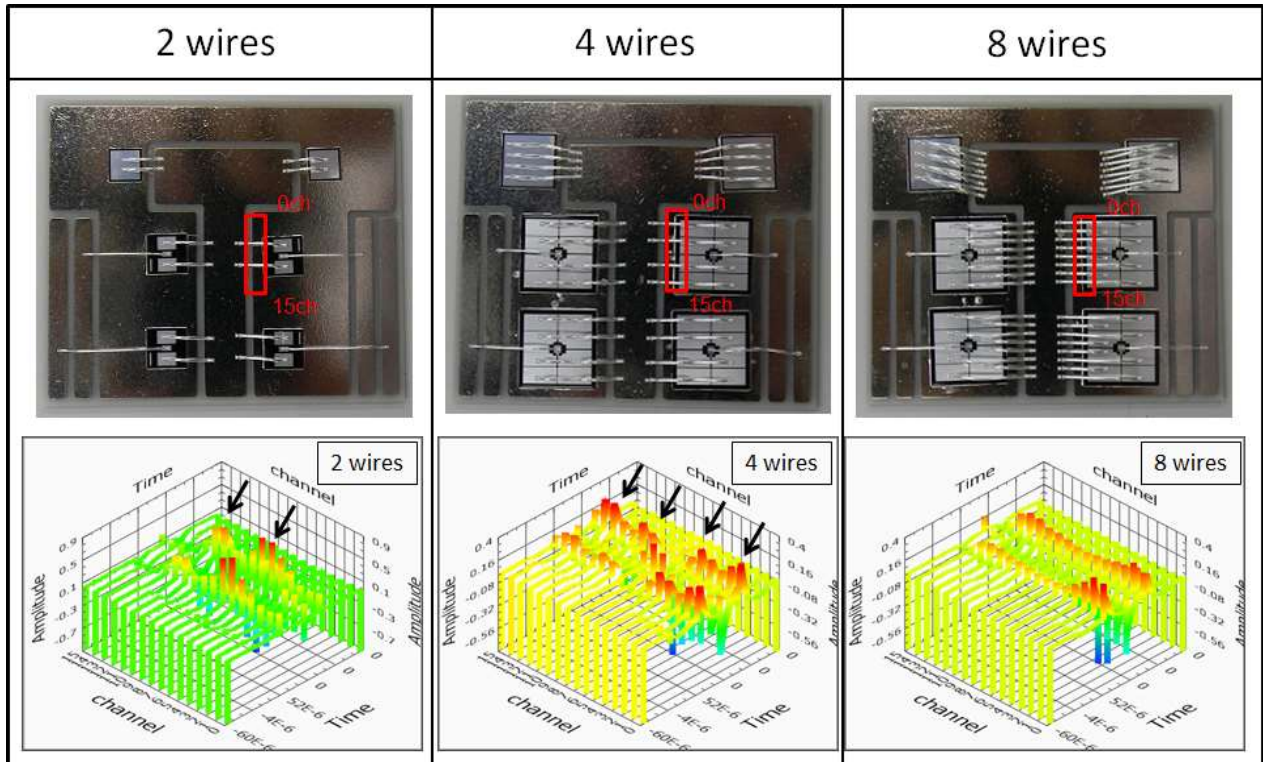 2 wires
4 wires
8 wires
0ch
15ch
0ch
15ch
0ch
15ch
2 wires
Time
channel
0.9
0.5
0.1
-0.3
-0.7
Amplitude
0.9
0.5
0.1
-0.3
-0.7
Amplitude
0
0
52E-6
-4E-6
-60E-6
Time
channel
4 wires
Time
channel
0.4
0.16
-0.08
-0.32
-0.56
Amplitude
0.4
0.16
-0.08
-0.32
-0.56
Amplitude
0
0
52E-6
-4E-6
-60E-6
Time
channel
8 wires
Time
channel
0.4
0.16
-0.08
-0.32
-0.56
Amplitude
0.4
0.16
-0.08
-0.32
-0.56
Amplitude
0
0
52E-6
-4E-6
-60E-6
Time
channel